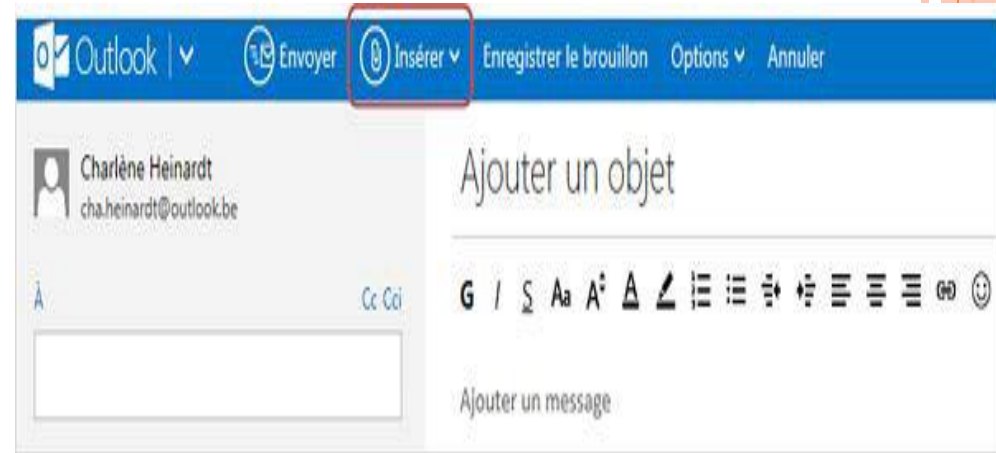 Outlook Envoyer Insérer Enregistrer le brouillon Options Annuler
Charlène Heinardt
cha.heinardt@outlook.be
À Cc Cci
Ajouter un objet
G I S Aa A A
Ajouter un message